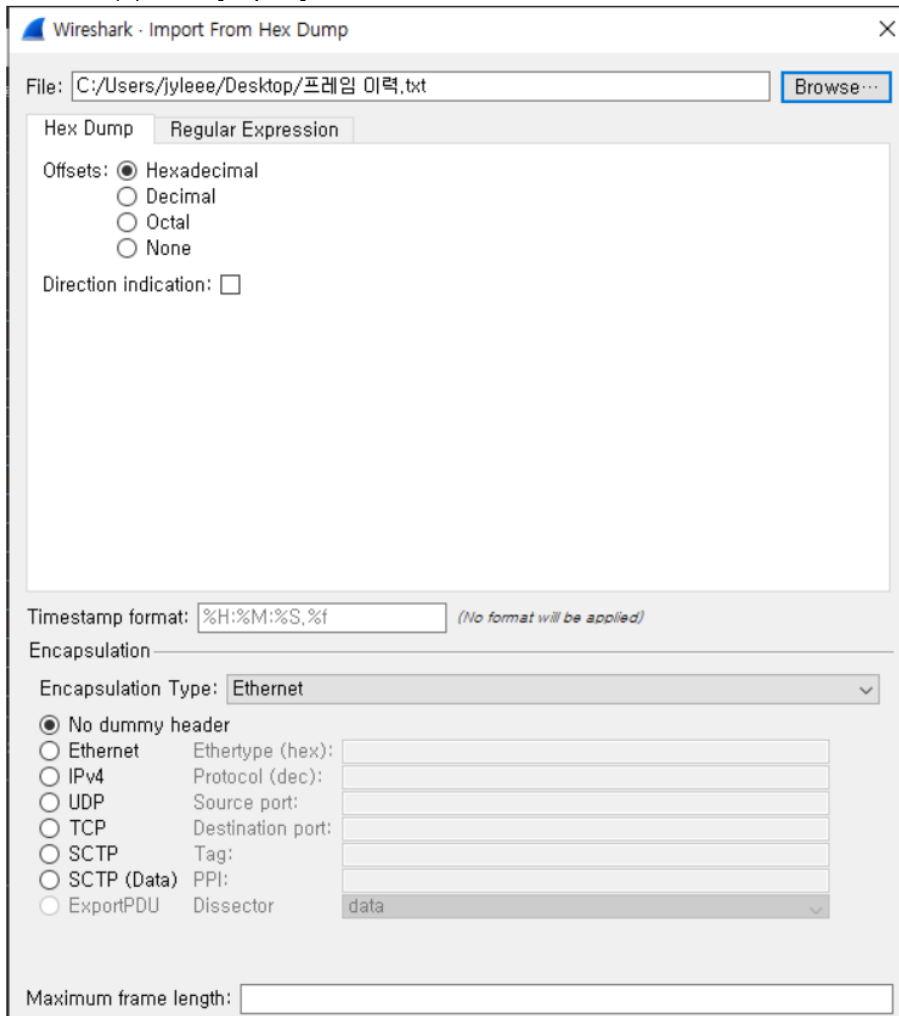 Wireshark · Import From Hex Dump
File: C:/Users/jyleee/Desktop/프레임 이력.txt Browse···
Hex Dump Regular Expression
Offsets: Hexadecimal
Decimal
Octal
None
Direction indication:
Timestamp format: %H:%M:%S,%f (No format will be applied)
Encapsulation
Encapsulation Type: Ethernet
No dummy header
Ethernet Ethertype (hex):
IPv4 Protocol (dec):
UDP Source port:
TCP Destination port:
SCTP Tag:
SCTP (Data) PPI:
ExportPDU Dissector data
Maximum frame length: